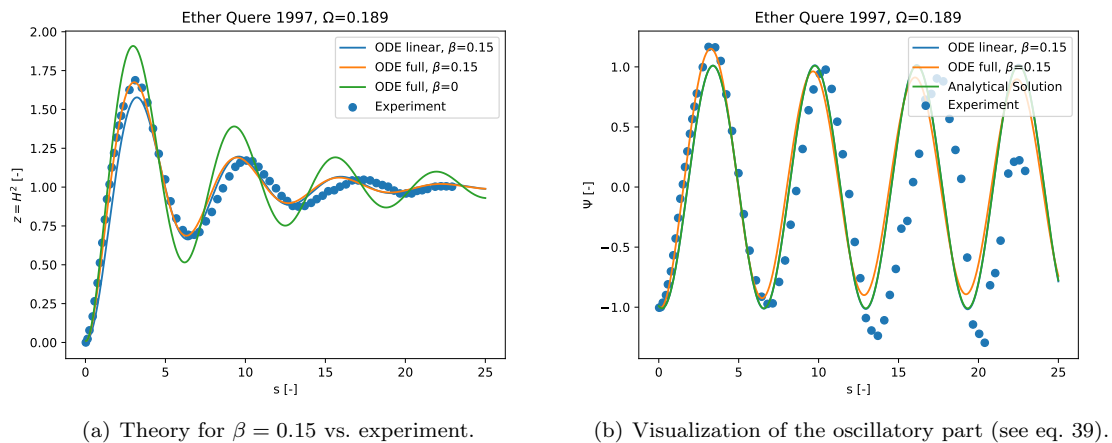 Ether Quere 1997, Ω=0.189
2.00
1.75
1.50
1.25
1.00
0.75
0.50
0.25
0.00
z = H² [-]
0 5 10 15 20 25
s [-]
ODE linear, β=0.15
ODE full, β=0.15
ODE full, β=0
Experiment
(a) Theory for β = 0.15 vs. experiment.
Ether Quere 1997, Ω=0.189
1.0
0.5
0.0
−0.5
−1.0
Ψ [-]
0 5 10 15 20 25
s [-]
ODE linear, β=0.15
ODE full, β=0.15
Analytical Solution
Experiment
(b) Visualization of the oscillatory part (see eq. 39).